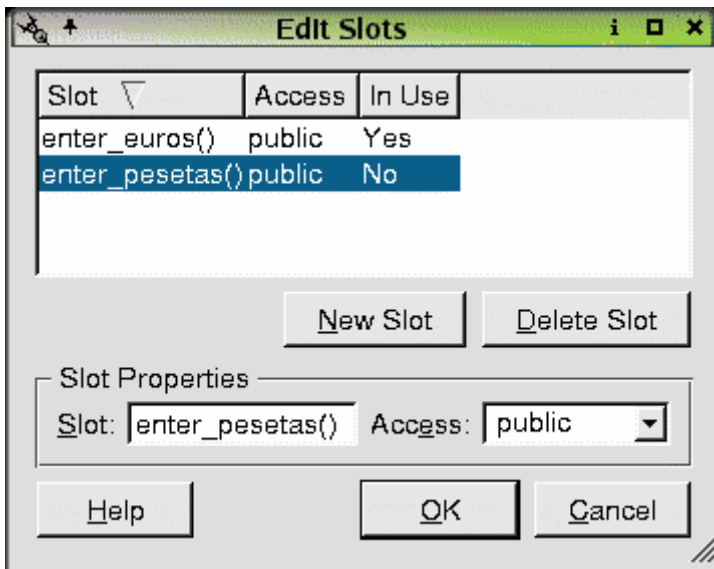 Edit Slots
Slot Access In Use
enter_euros() public Yes
enter_pesetas() public No
New Slot Delete Slot
Slot Properties
Slot: enter_pesetas() Access: public
Help OK Cancel